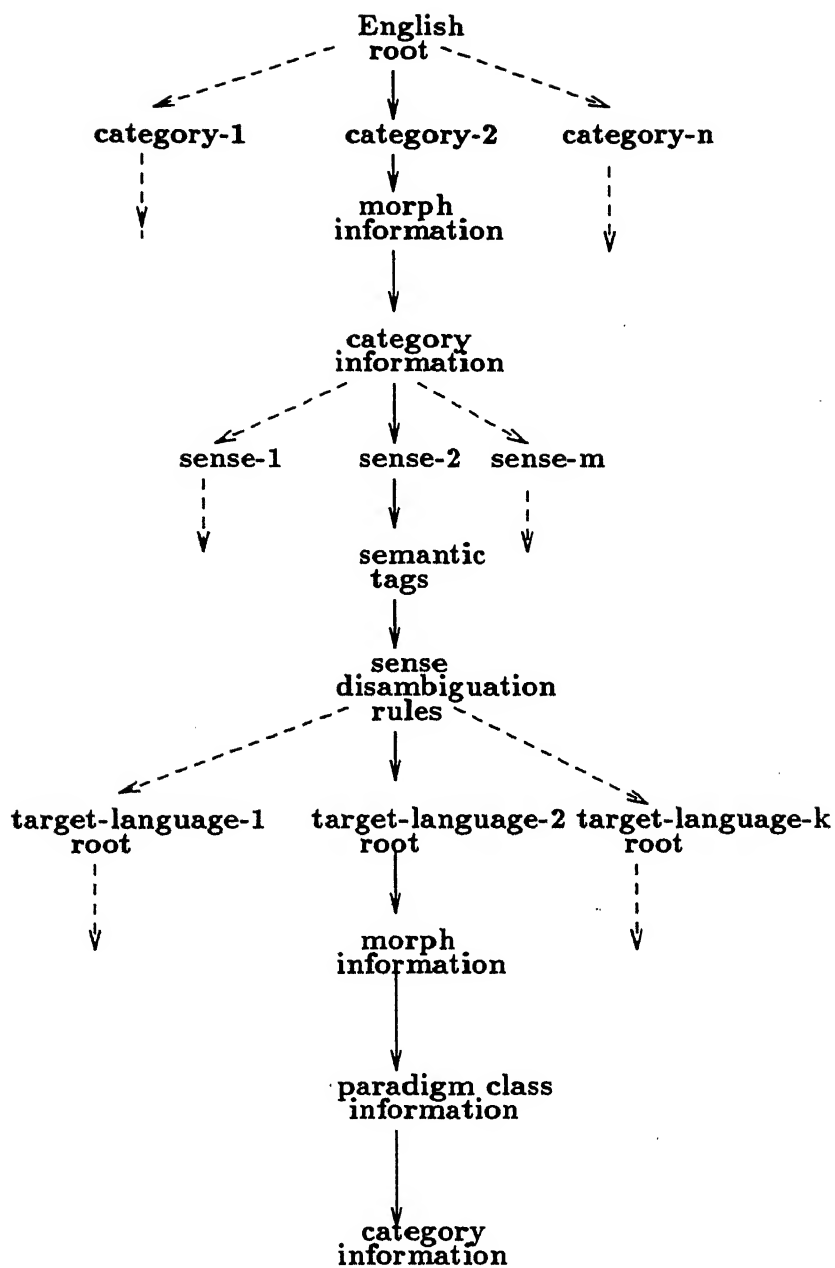 English
root
category-1 category-2 category-n
morph
information
category
information
sense-1 sense-2 sense-m
semantic
tags
sense
disambiguation
rules
target-language-1 target-language-2 target-language-k
root root root
morph
information
paradigm class
information
category
information